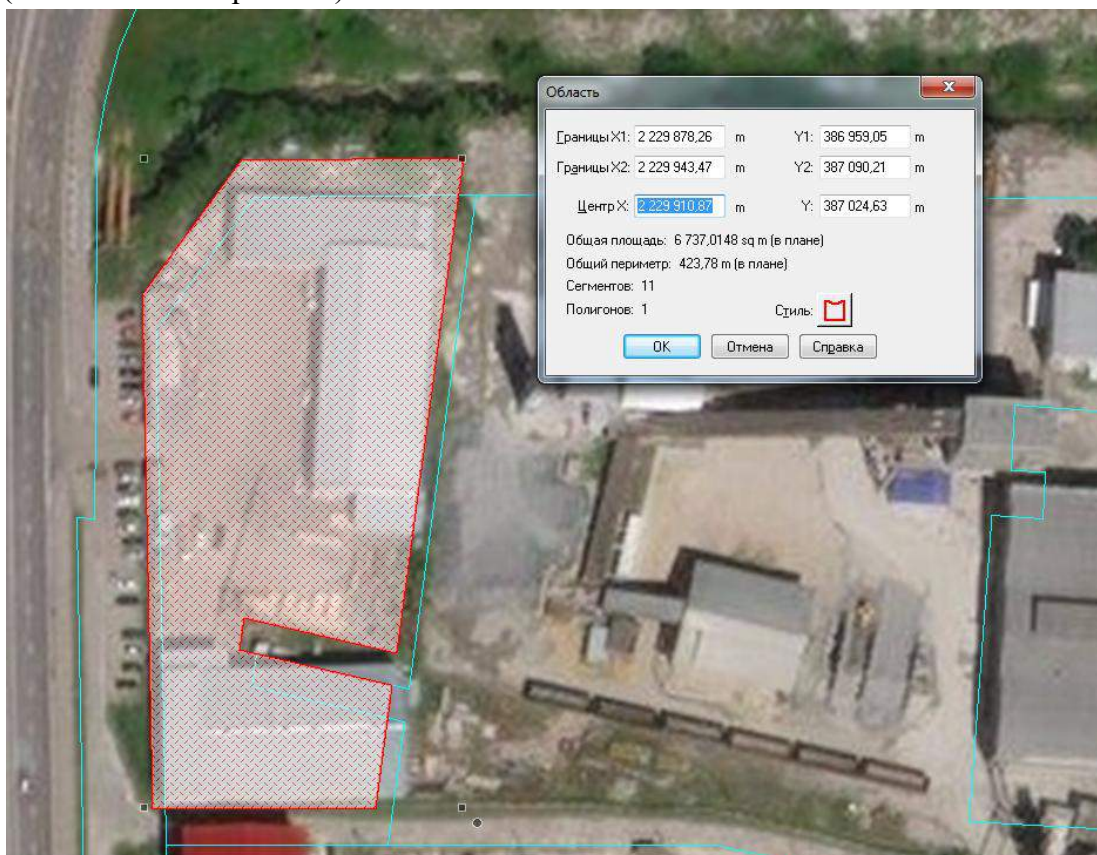 Область
Границы X1: 2 229 878,26 m Y1: 386 959,05 m
Границы X2: 2 229 943,47 m Y2: 387 090,21 m
Центр X: 2 229 910,87 m Y: 387 024,63 m
Общая площадь: 6 737,0148 sq m (в плане)
Общий периметр: 423,78 m (в плане)
Сегментов: 11
Полигонов: 1 Стиль:
OK Отмена Справка